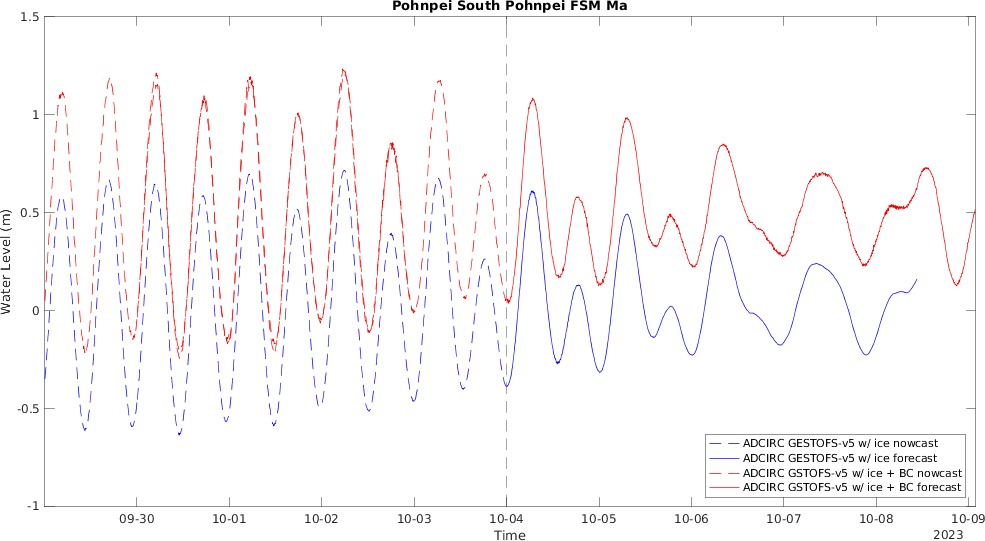 Pohnpei South Pohnpei FSM Ma
1.5
1
0.5
0
-0.5
-1
Water Level (m)
09-30
10-01
10-02
10-03
10-04
10-05
10-06
10-07
10-08
10-09
Time
2023
ADCIRC GESTOFS-v5 w/ ice nowcast
ADCIRC GESTOFS-v5 w/ ice forecast
ADCIRC GSTOFS-v5 w/ ice + BC nowcast
ADCIRC GSTOFS-v5 w/ ice + BC forecast